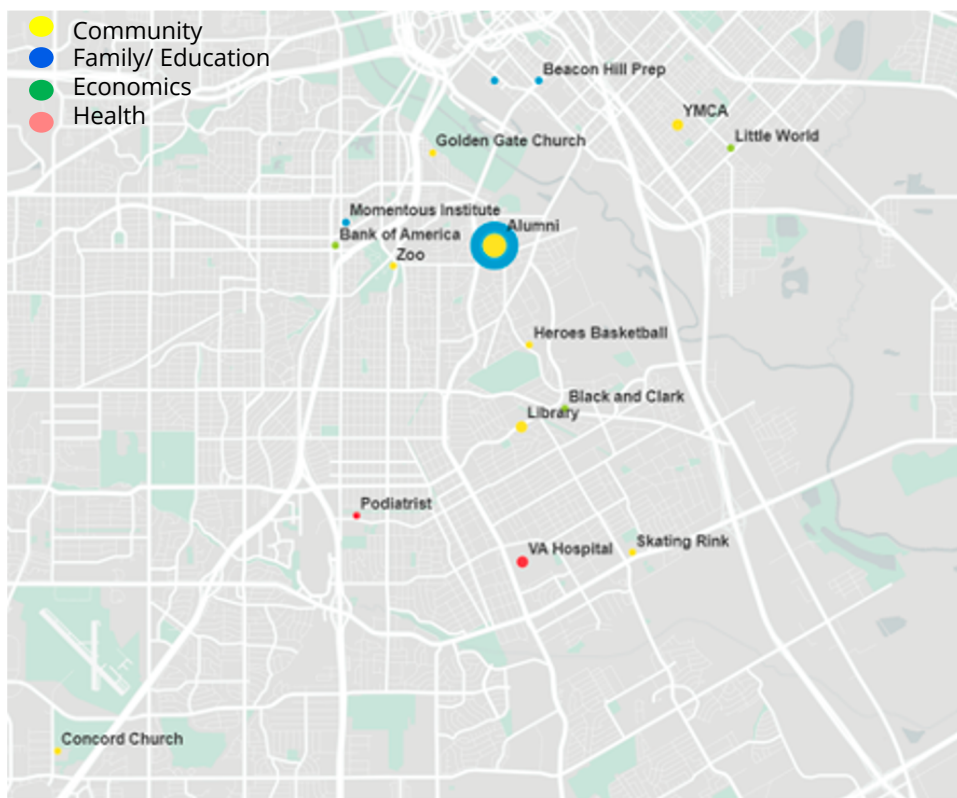 Community
Family/ Education
Economics
Health
Beacon Hill Prep
YMCA
Little World
Golden Gate Church
Momentous Institute
Alumni
Bank of America
Zoo
Heroes Basketball
Black and Clark
Library
Podiatrist
VA Hospital
Skating Rink
Concord Church